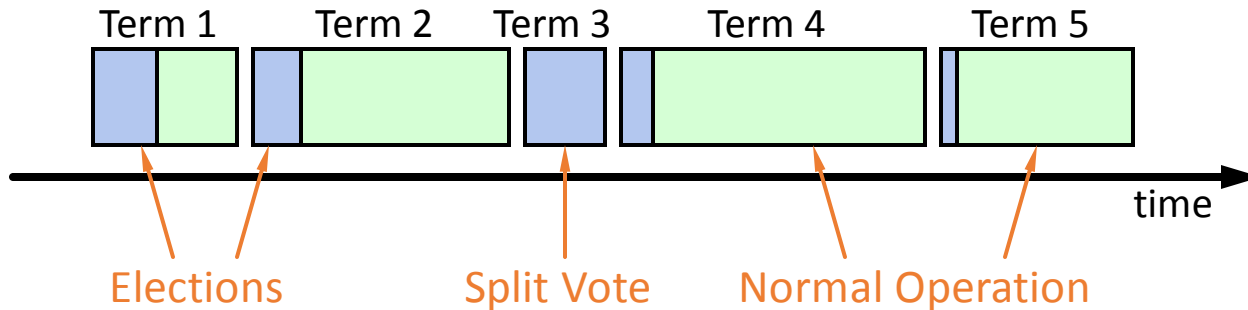 Term 1 Term 2 Term 3 Term 4 Term 5
time
Elections Split Vote Normal Operation